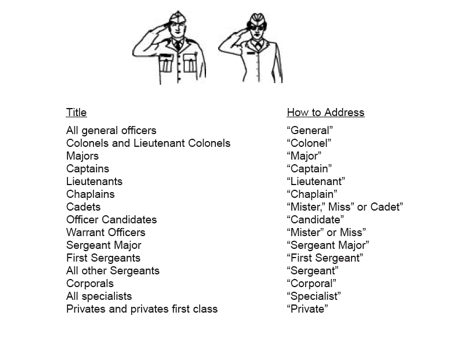 Title How to Address
All general officers “General”
Colonels and Lieutenant Colonels “Colonel”
Majors “Major”
Captains “Captain”
Lieutenants “Lieutenant”
Chaplains “Chaplain”
Cadets “Mister,” Miss” or Cadet”
Officer Candidates “Candidate”
Warrant Officers “Mister” or Miss”
Sergeant Major “Sergeant Major”
First Sergeants “First Sergeant”
All other Sergeants “Sergeant”
Corporals “Corporal”
All specialists “Specialist”
Privates and privates first class “Private”